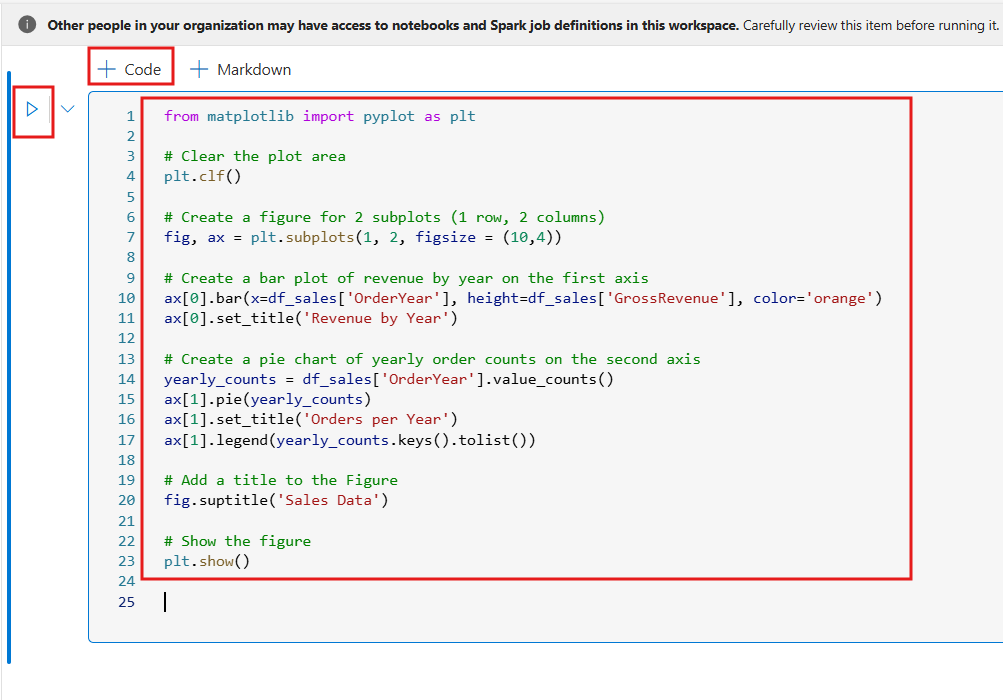 Other people in your organization may have access to notebooks and Spark job definitions in this workspace. Carefully review this item before running it.
+ Code + Markdown
1 from matplotlib import pyplot as plt
2
3 # Clear the plot area
4 plt.clf()
5
6 # Create a figure for 2 subplots (1 row, 2 columns)
7 fig, ax = plt.subplots(1, 2, figsize = (10,4))
8
9 # Create a bar plot of revenue by year on the first axis
10 ax[0].bar(x=df_sales['OrderYear'], height=df_sales['GrossRevenue'], color='orange')
11 ax[0].set_title('Revenue by Year')
12
13 # Create a pie chart of yearly order counts on the second axis
14 yearly_counts = df_sales['OrderYear'].value_counts()
15 ax[1].pie(yearly_counts)
16 ax[1].set_title('Orders per Year')
17 ax[1].legend(yearly_counts.keys().tolist())
18
19 # Add a title to the Figure
20 fig.suptitle('Sales Data')
21
22 # Show the figure
23 plt.show()
24
25